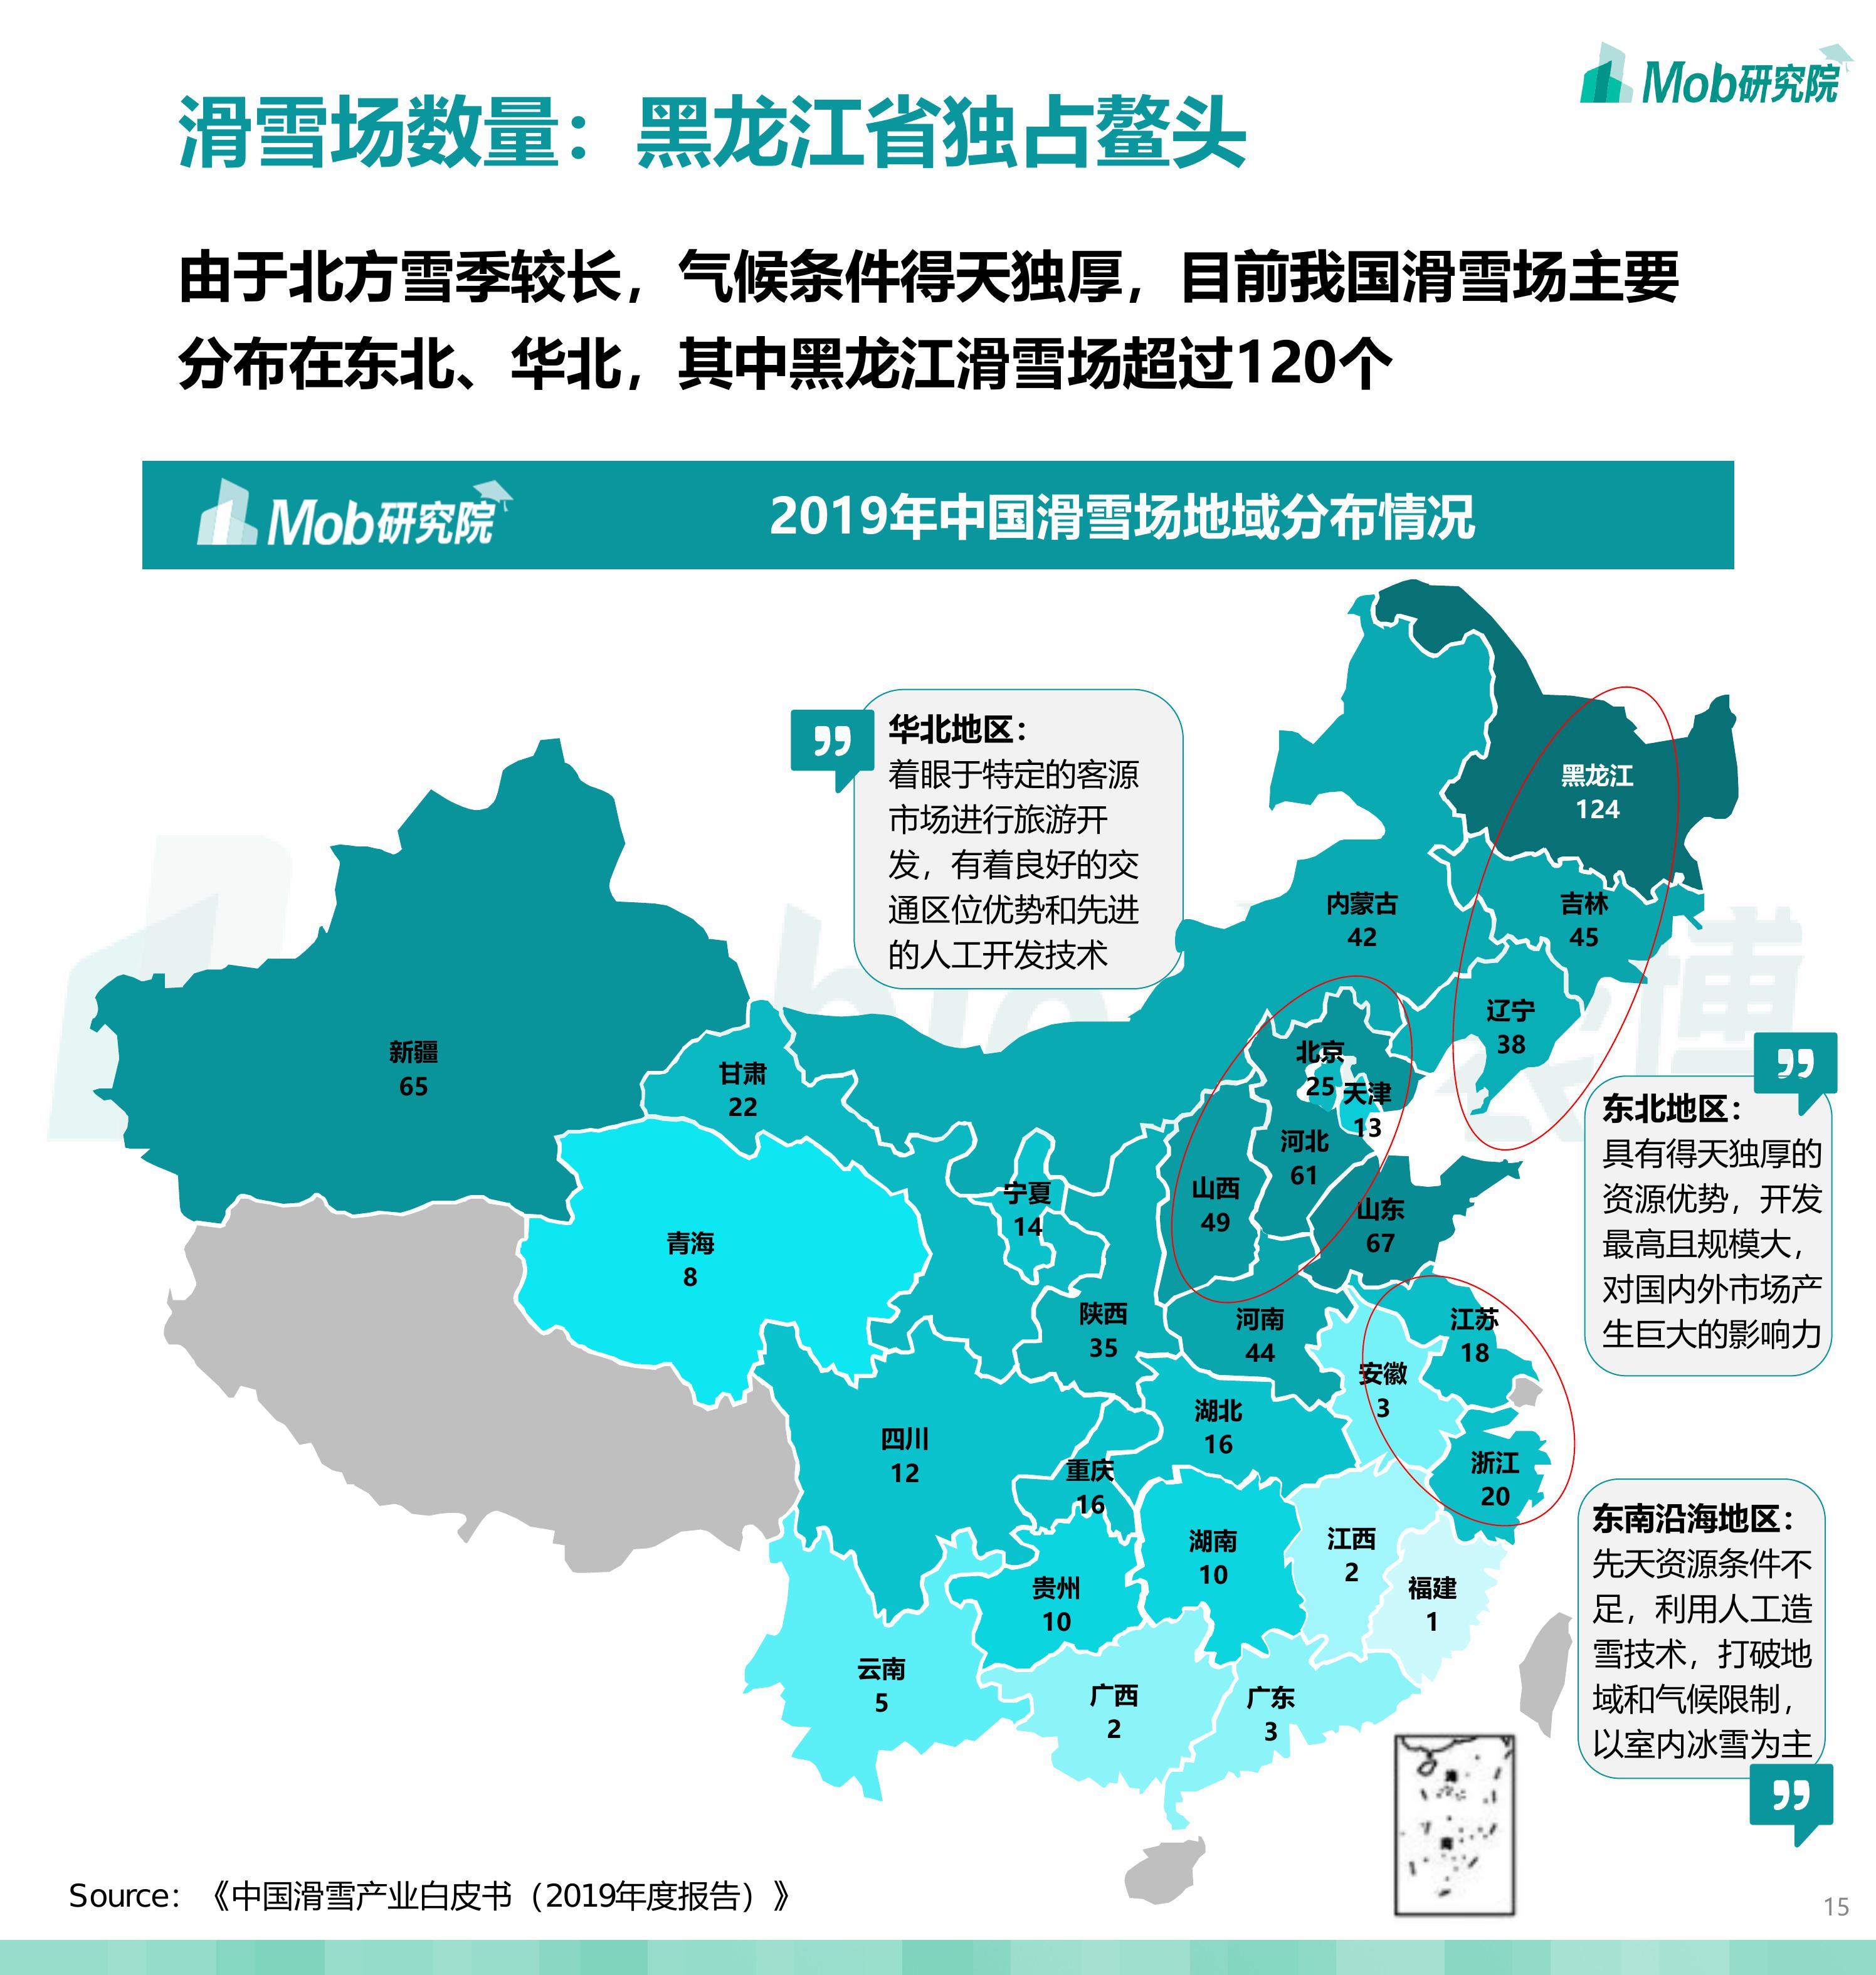 Mob研究院
滑雪场数量：黑龙江省独占鳌头
由于北方雪季较长，气候条件得天独厚，目前我国滑雪场主要
分布在东北、华北，其中黑龙江滑雪场超过120个
Mob研究院
2019年中国滑雪场地域分布情况
华北地区：
着眼于特定的客源
市场进行旅游开
发，有着良好的交
通区位优势和先进
的人工开发技术
黑龙江
124
内蒙古
42
吉林
45
辽宁
38
新疆
65
甘肃
22
北京
25
天津
13
河北
61
山西
49
山东
67
宁夏
14
青海
8
陕西
35
河南
44
江苏
18
安徽
3
湖北
16
四川
12
重庆
16
浙江
20
湖南
10
江西
2
福建
1
贵州
10
云南
5
广西
2
广东
3
东北地区：
具有得天独厚的
资源优势，开发
最高且规模大，
对国内外市场产
生巨大的影响力
东南沿海地区：
先天资源条件不
足，利用人工造
雪技术，打破地
域和气候限制，
以室内冰雪为主
Source：《中国滑雪产业白皮书（2019年度报告）》
15